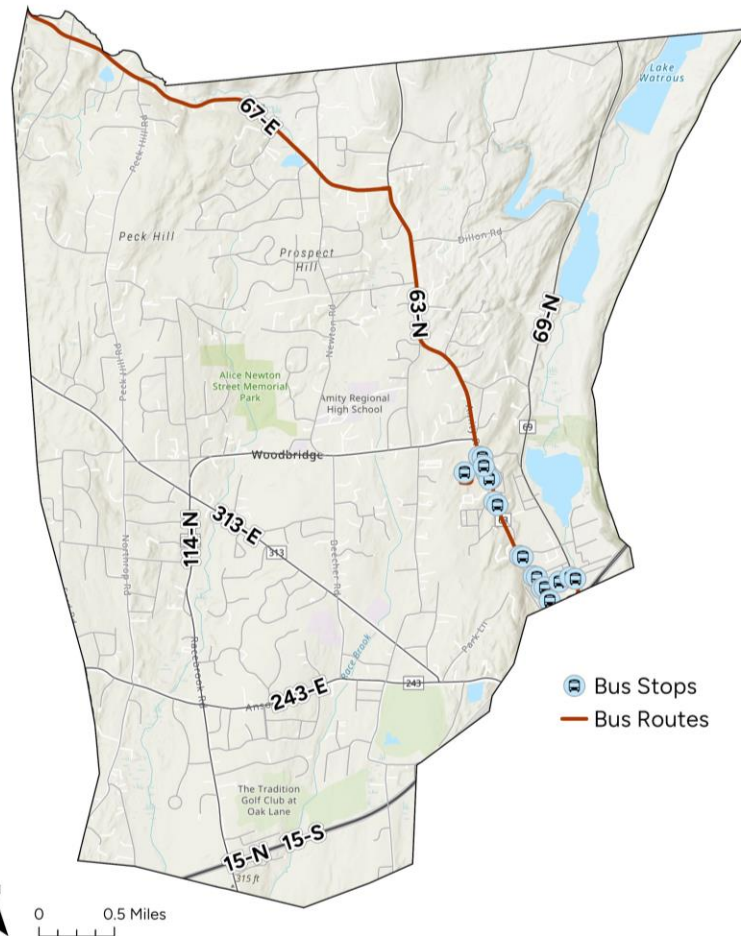 Lake
Watrous
67-E
Peck Hill Rd
Peck Hill
Dillon Rd
Prospect
Hill
63-N
69-N
Newton Rd
Peck Hill Rd
Alice Newton
Street Memorial
Park
Amity Regional
High School
69
Woodbridge
313-E
114-N
313
63
Northrop Rd
Beecher Rd
Racebrook Rd
Race Brook
Park Ln
243-E
243
Bus Stops
Bus Routes
The Tradition
Golf Club at
Oak Lane
15-N 15-S
315 ft
0 0.5 Miles